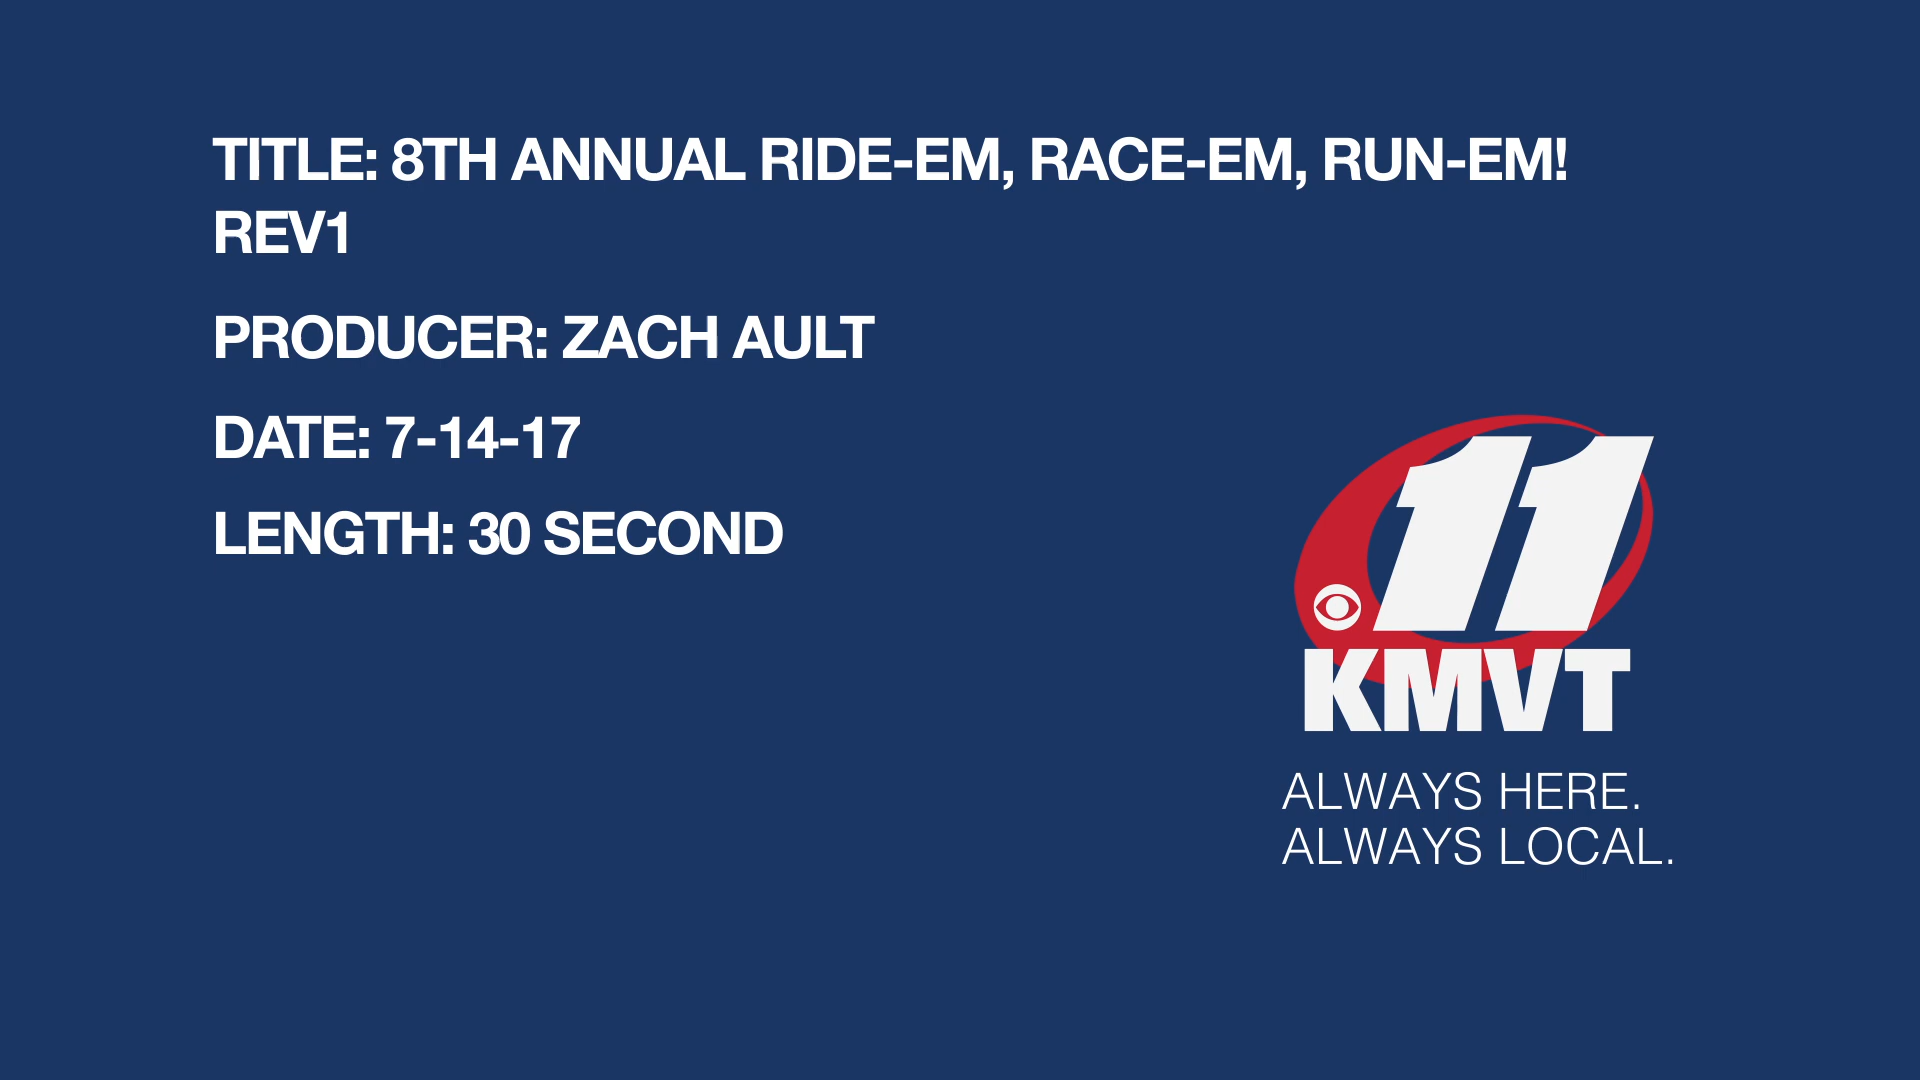 TITLE: 8TH ANNUAL RIDE-EM, RACE-EM, RUN-EM!
REV1
PRODUCER: ZACH AULT
DATE: 7-14-17
LENGTH: 30 SECOND
11
KMVT
ALWAYS HERE.
ALWAYS LOCAL.